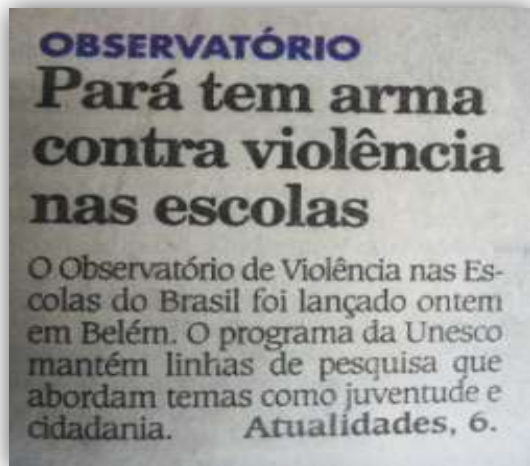 OBSERVATÓRIO
Pará tem arma
contra violência
nas escolas
O Observatório de Violência nas Es-
colas do Brasil foi lançado ontem
em Belém. O programa da Unesco
mantém linhas de pesquisa que
abordam temas como juventude e
cidadania. Atualidades, 6.